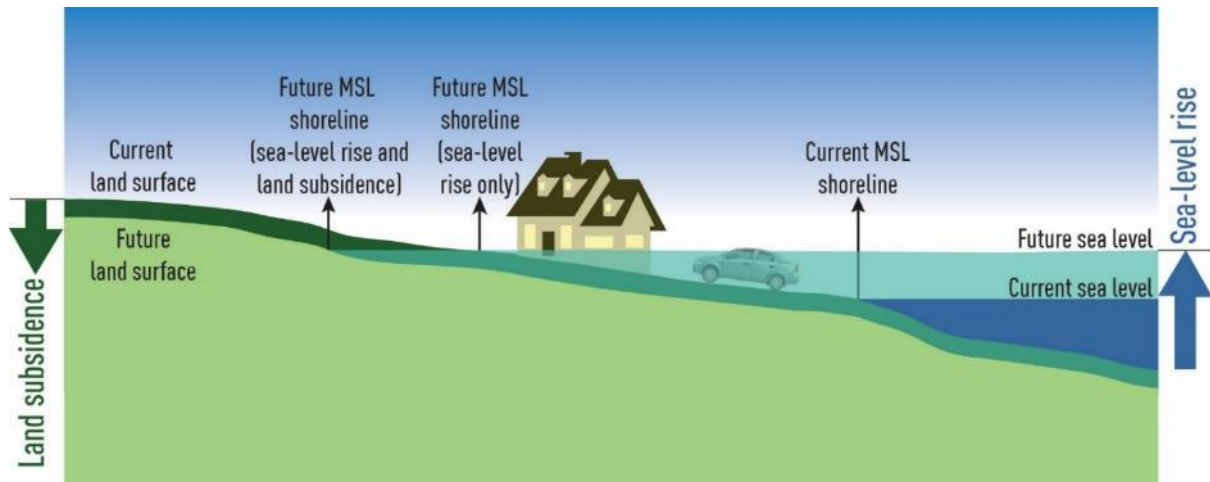 Future MSL
shoreline
(sea-level rise and
land subsidence)
Future MSL
shoreline
(sea-level
rise only)
Current
land surface
Current MSL
shoreline
Future
land surface
Future sea level
Current sea level
Land subsidence
Sea-level rise